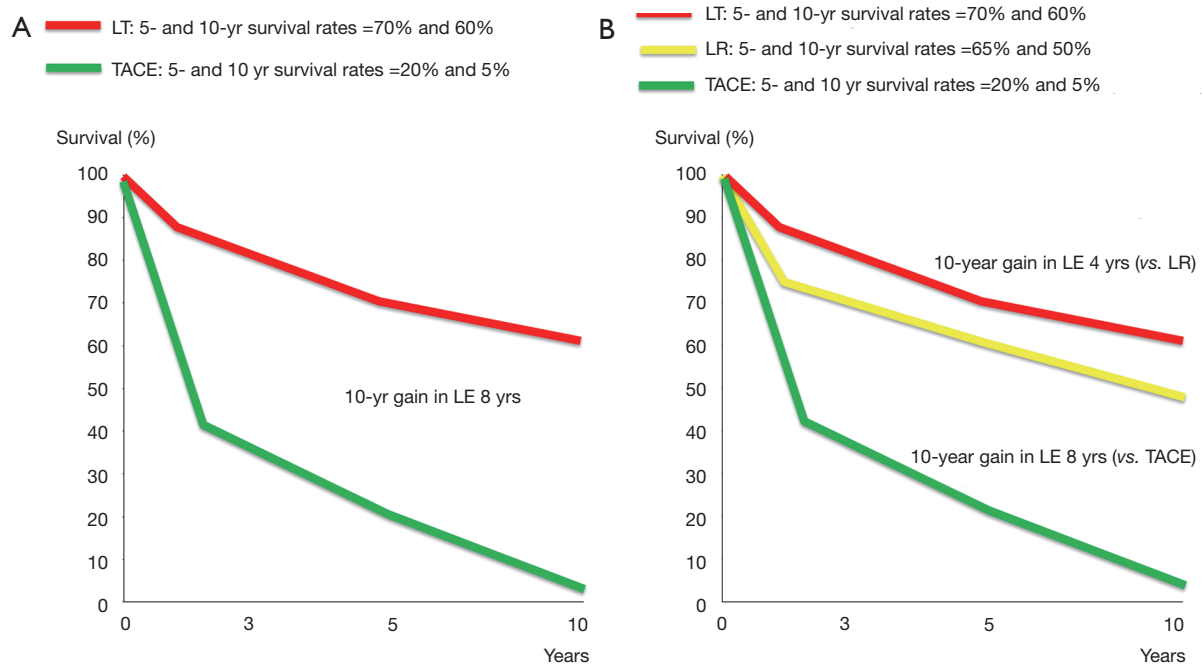 A
LT: 5- and 10-yr survival rates =70% and 60%
TACE: 5- and 10 yr survival rates =20% and 5%
Survival (%)
100
90
80
70
60
50
40
30
20
10
0
10-yr gain in LE 8 yrs
0 3 5 10
Years
B
LT: 5- and 10-yr survival rates =70% and 60%
LR: 5- and 10-yr survival rates =65% and 50%
TACE: 5- and 10 yr survival rates =20% and 5%
Survival (%)
100
90
80
70
60
50
40
30
20
10
0
10-year gain in LE 4 yrs (vs. LR)
10-year gain in LE 8 yrs (vs. TACE)
0 3 5 10
Years